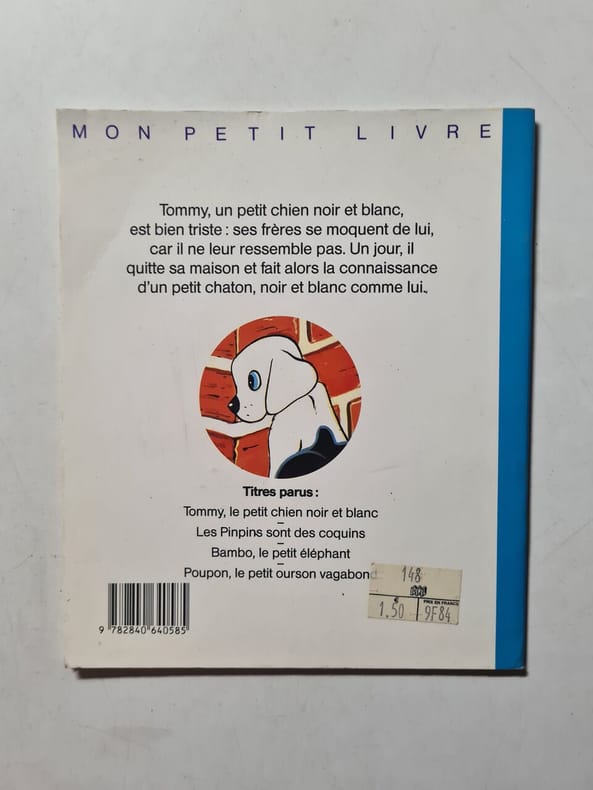 MON PETIT LIVRE
Tommy, un petit chien noir et blanc,
est bien triste : ses frères se moquent de lui,
car il ne leur ressemble pas. Un jour, il
quitte sa maison et fait alors la connaissance
d'un petit chaton, noir et blanc comme lui.
Titres parus :
Tommy, le petit chien noir et blanc
–
Les Pinpins sont des coquins
–
Bambo, le petit éléphant
–
Poupon, le petit ourson vagabond
148
€
1.50
PRIX EN FRANCS
9F84
9 782840 640585